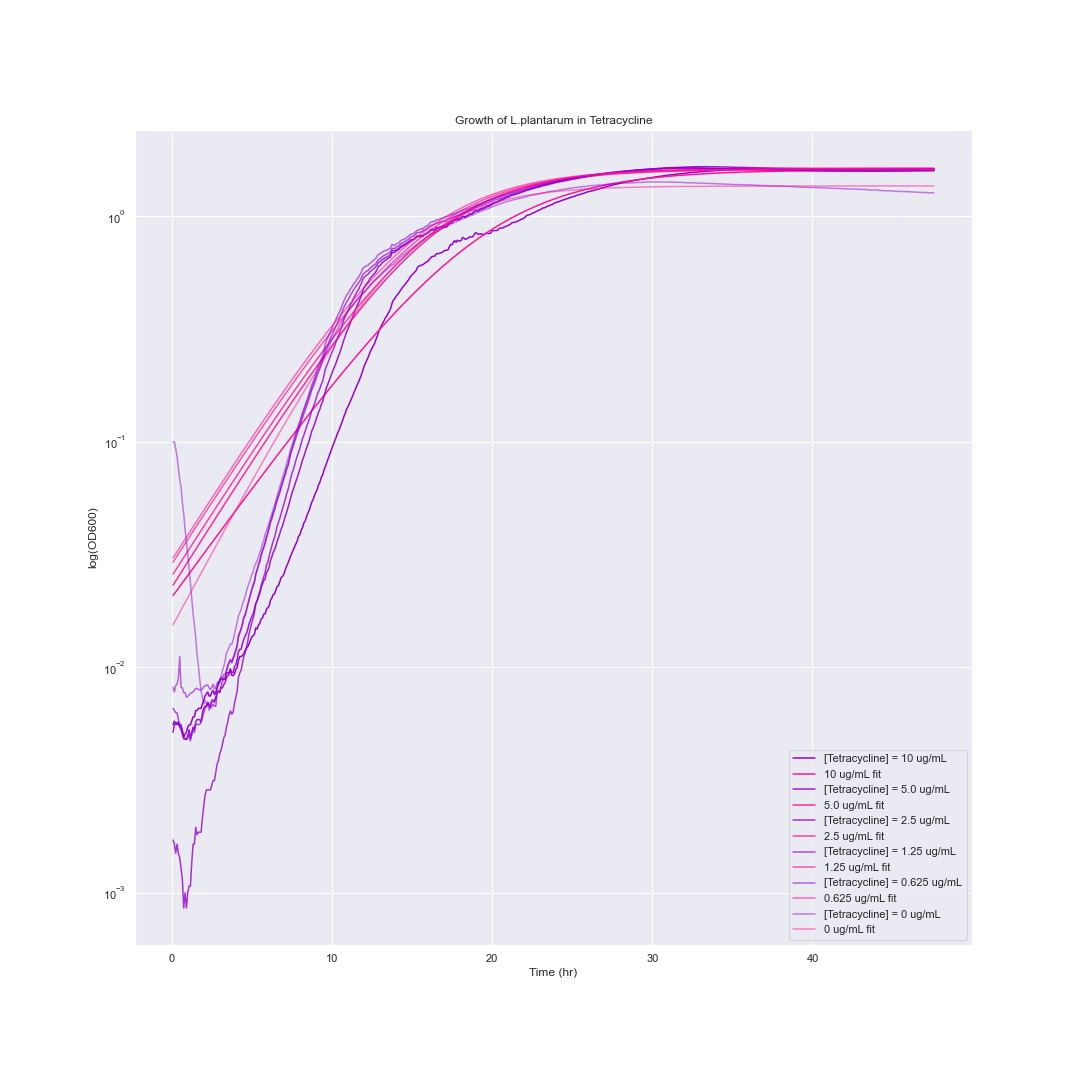 Growth of L.plantarum in Tetracycline
log(OD600)
10⁰
10⁻¹
10⁻²
10⁻³
[Tetracycline] = 10 ug/mL
10 ug/mL fit
[Tetracycline] = 5.0 ug/mL
5.0 ug/mL fit
[Tetracycline] = 2.5 ug/mL
2.5 ug/mL fit
[Tetracycline] = 1.25 ug/mL
1.25 ug/mL fit
[Tetracycline] = 0.625 ug/mL
0.625 ug/mL fit
[Tetracycline] = 0 ug/mL
0 ug/mL fit
0 10 20 30 40
Time (hr)